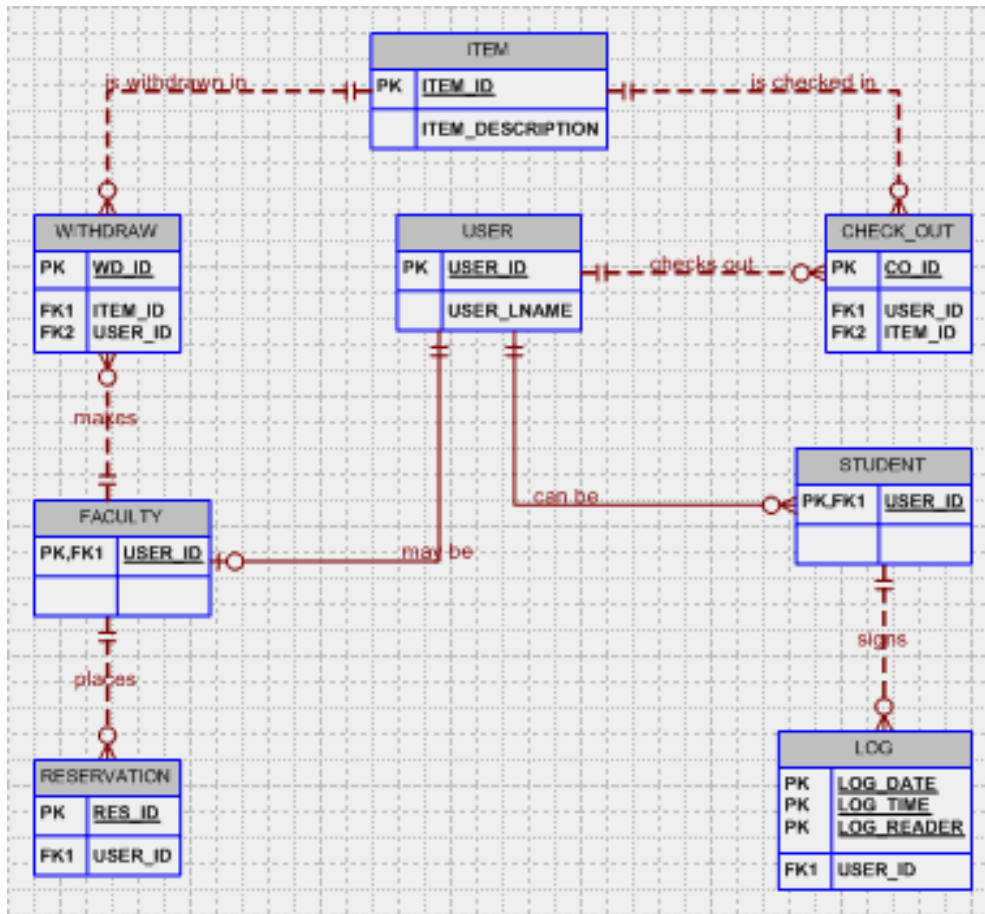 ITEM
is withdrawn in
PK ITEM_ID
is checked in
ITEM_DESCRIPTION
WITHDRAW
PK WD_ID
FK1 ITEM_ID
FK2 USER_ID
USER
PK USER_ID
USER_LNAME
checks out
CHECK_OUT
PK CO_ID
FK1 USER_ID
FK2 ITEM_ID
makes
STUDENT
PK,FK1 USER_ID
can be
FACULTY
PK,FK1 USER_ID
may be
signs
places
RESERVATION
PK RES_ID
FK1 USER_ID
LOG
PK LOG_DATE
PK LOG_TIME
PK LOG_READER
FK1 USER_ID